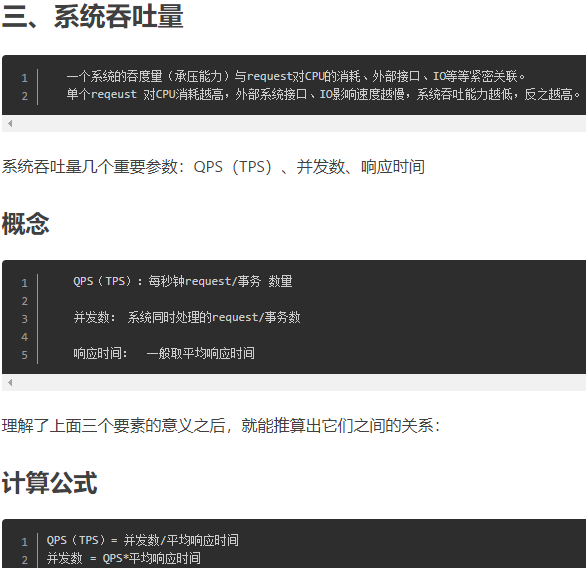 三、系统吞吐量
1 一个系统的吞度量（承压能力）与request对CPU的消耗、外部接口、IO等等紧密关联。
2 单个reqeust 对CPU消耗越高，外部系统接口、IO影响速度越慢，系统吞吐能力越低，反之越高。
系统吞吐量几个重要参数：QPS（TPS）、并发数、响应时间
概念
1 QPS（TPS）：每秒钟request/事务 数量
2
3 并发数： 系统同时处理的request/事务数
4
5 响应时间： 一般取平均响应时间
理解了上面三个要素的意义之后，就能推算出它们之间的关系：
计算公式
1 QPS（TPS）= 并发数/平均响应时间
2 并发数 = QPS*平均响应时间